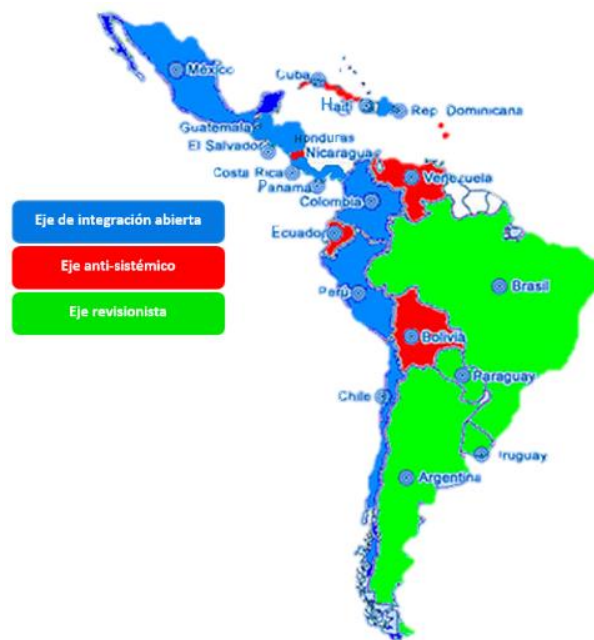 México
Cuba
Haití
Rep. Dominicana
Guatemala
Honduras
El Salvador
Nicaragua
Costa Rica
Panamá
Venezuela
Colombia
Eje de integración abierta
Ecuador
Eje anti-sistémico
Perú
Brasil
Eje revisionista
Bolivia
Paraguay
Chile
Uruguay
Argentina